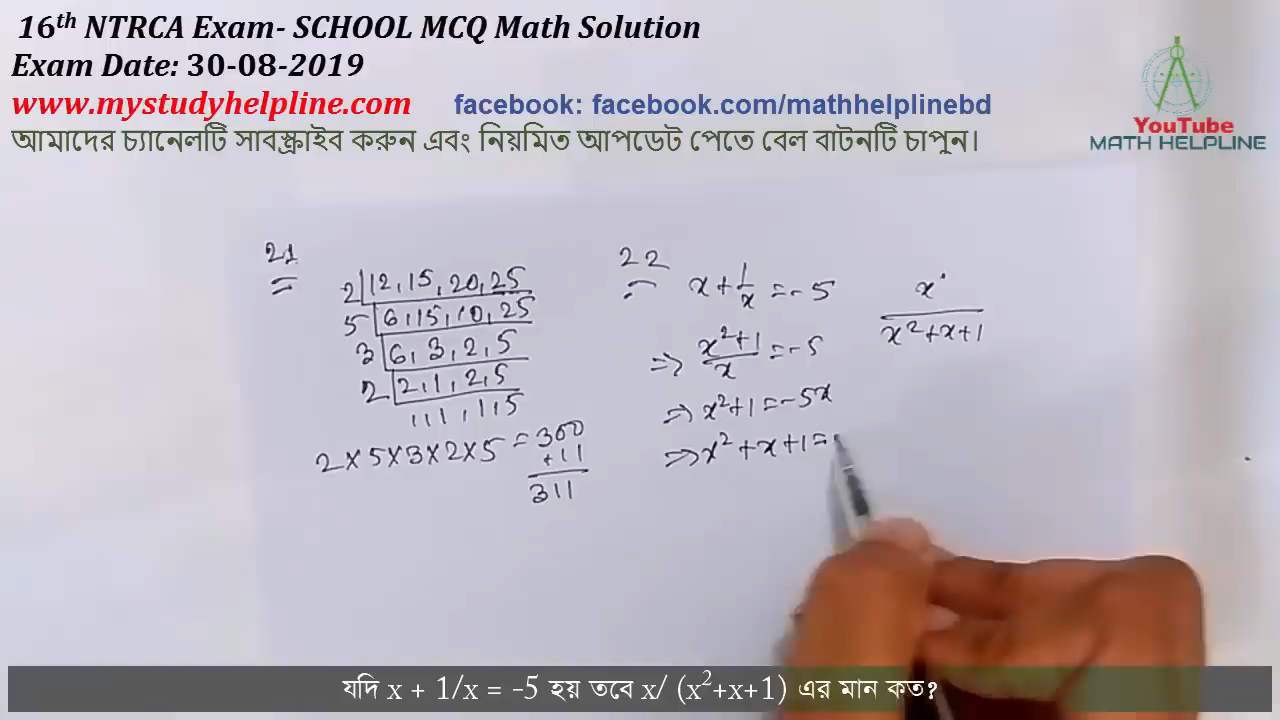 16th NTRCA Exam- SCHOOL MCQ Math Solution
Exam Date: 30-08-2019
www.mystudyhelpline.com facebook: facebook.com/mathhelplinebd
আমাদের চ্যানেলটি সাবস্ক্রাইব করুন এবং নিয়মিত আপডেট পেতে বেল বাটনটি চাপুন।
YouTube
MATH HELPLINE
21
2 | 12, 15, 20, 25
5 | 6, 15, 10, 25
3 | 6, 3, 2, 5
2 | 2, 1, 2, 5
1, 1, 1, 5
2×5×3×2×5 = 300
+11
311
22
x + 1/x = -5
⇒ x²+1/x = -5
⇒ x²+1 = -5x
⇒ x²+x+1 =
x
x²+x+1
যদি x + 1/x = -5 হয় তবে x/ (x²+x+1) এর মান কত?